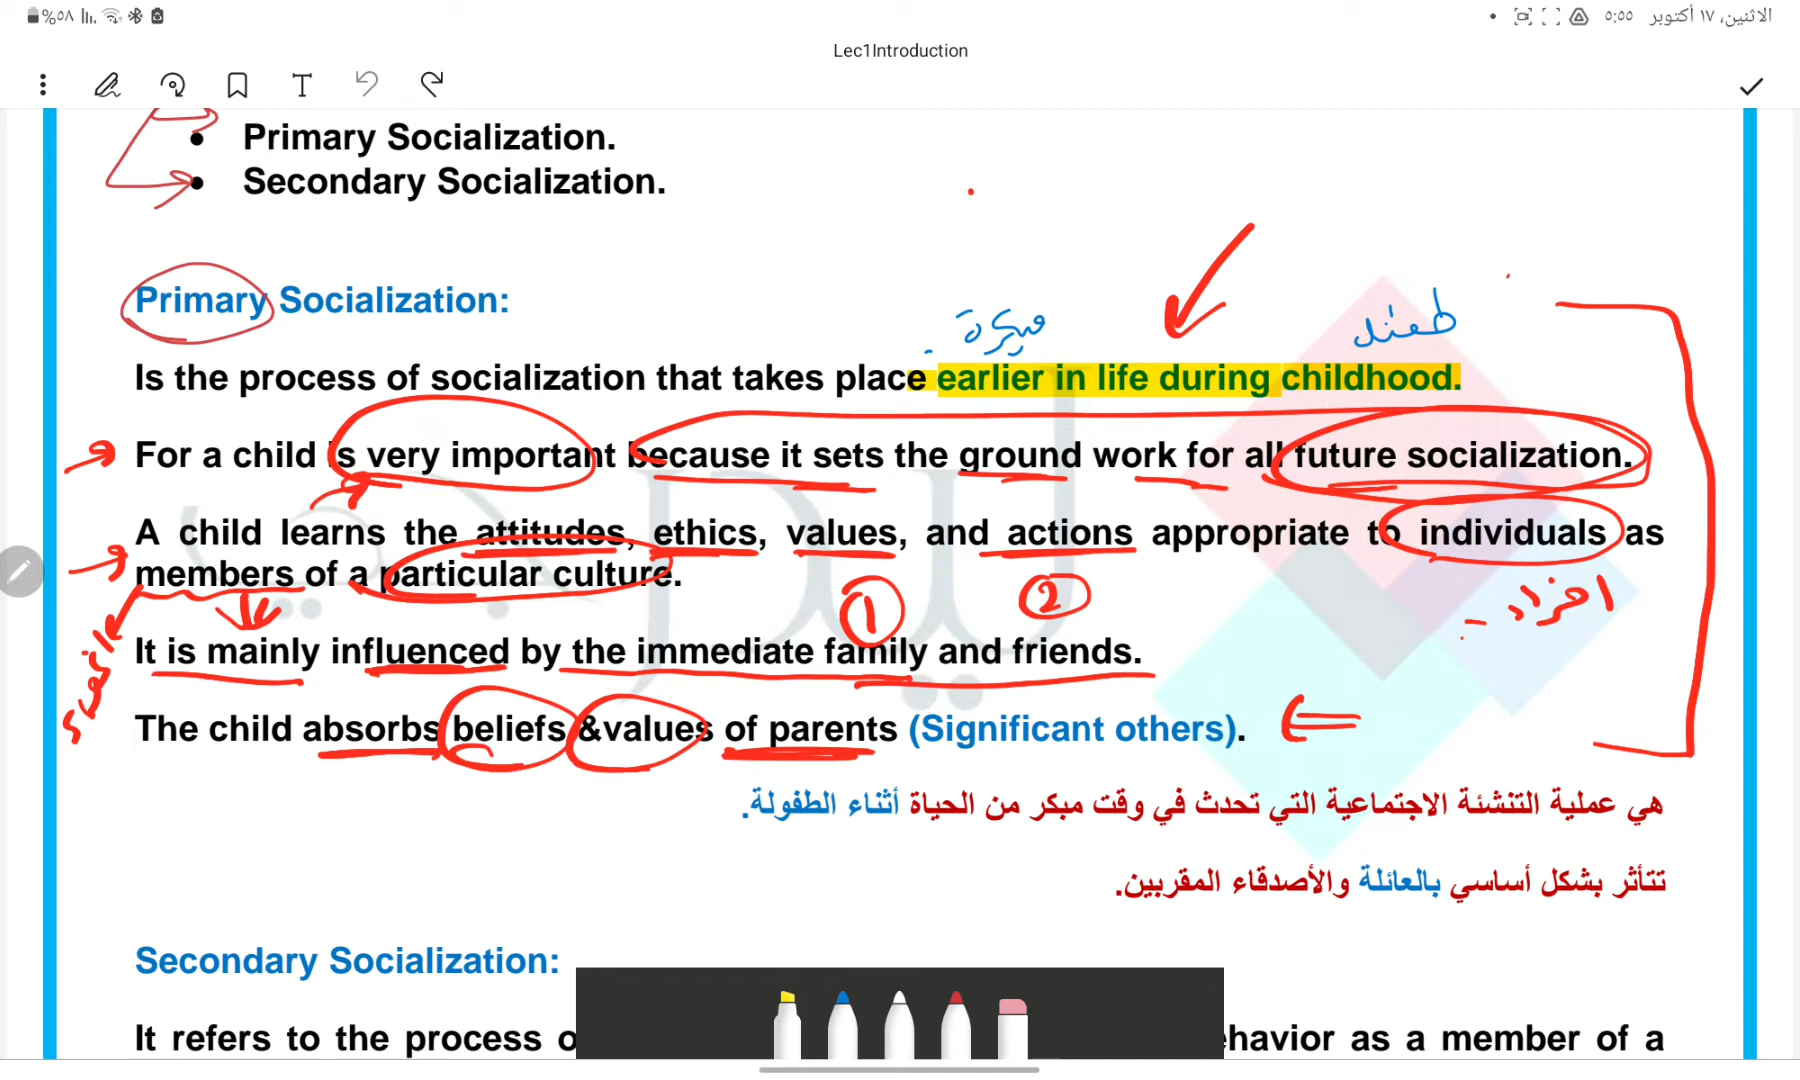 %٥٨
الاثنين، ١٧ أكتوبر ٥:٥٥
Lec1Introduction
T
• Primary Socialization.
• Secondary Socialization.
Primary Socialization:
مبكرة
طفل
Is the process of socialization that takes place earlier in life during childhood.
For a child is very important because it sets the ground work for all future socialization.
A child learns the attitudes, ethics, values, and actions appropriate to individuals as
members of a particular culture.
1 2
افراد
It is mainly influenced by the immediate family and friends.
The child absorbs beliefs &values of parents (Significant others).
هي عملية التنشئة الاجتماعية التي تحدث في وقت مبكر من الحياة أثناء الطفولة.
تتأثر بشكل أساسي بالعائلة والأصدقاء المقربين.
Secondary Socialization:
It refers to the process o
ehavior as a member of a